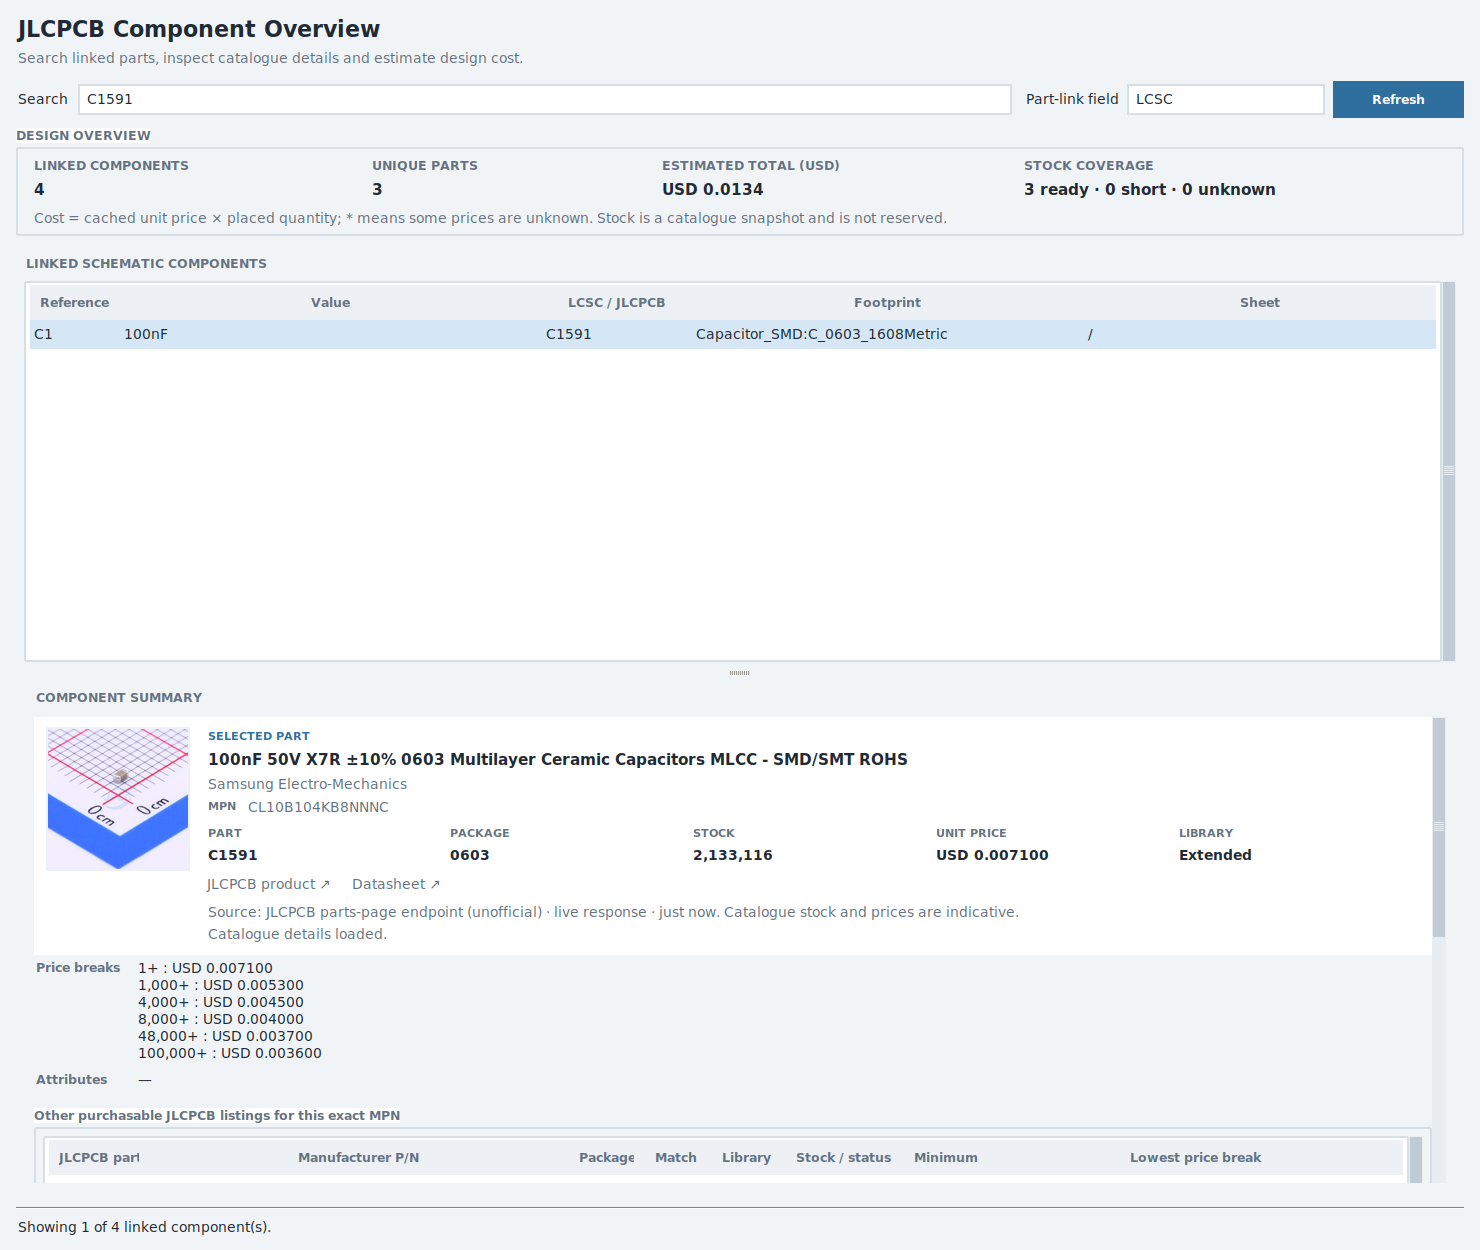 JLCPCB Component Overview
Search linked parts, inspect catalogue details and estimate design cost.
Search C1591 Part-link field LCSC Refresh
DESIGN OVERVIEW
LINKED COMPONENTS UNIQUE PARTS ESTIMATED TOTAL (USD) STOCK COVERAGE
4 3 USD 0.0134 3 ready · 0 short · 0 unknown
Cost = cached unit price × placed quantity; * means some prices are unknown. Stock is a catalogue snapshot and is not reserved.
LINKED SCHEMATIC COMPONENTS
Reference Value LCSC / JLCPCB Footprint Sheet
C1 100nF C1591 Capacitor_SMD:C_0603_1608Metric /
COMPONENT SUMMARY
SELECTED PART
100nF 50V X7R ±10% 0603 Multilayer Ceramic Capacitors MLCC - SMD/SMT ROHS
Samsung Electro-Mechanics
MPN CL10B104KB8NNNC
0cm 0cm
PART PACKAGE STOCK UNIT PRICE LIBRARY
C1591 0603 2,133,116 USD 0.007100 Extended
JLCPCB product ↗ Datasheet ↗
Source: JLCPCB parts-page endpoint (unofficial) · live response · just now. Catalogue stock and prices are indicative.
Catalogue details loaded.
Price breaks 1+ : USD 0.007100
1,000+ : USD 0.005300
4,000+ : USD 0.004500
8,000+ : USD 0.004000
48,000+ : USD 0.003700
100,000+ : USD 0.003600
Attributes —
Other purchasable JLCPCB listings for this exact MPN
JLCPCB part Manufacturer P/N Package Match Library Stock / status Minimum Lowest price break
Showing 1 of 4 linked component(s).